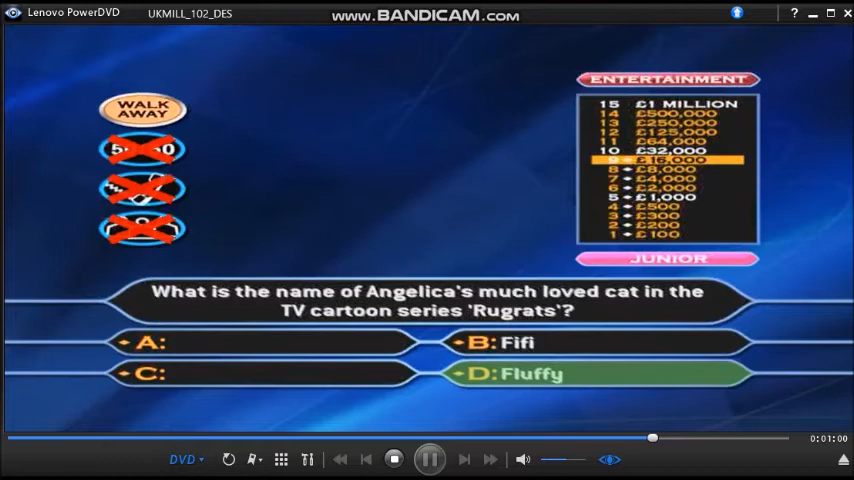 Lenovo PowerDVD
UKMILL_102_DES
WWW.BANDICAM.COM
?
WALK
AWAY
ENTERTAINMENT
15 £1 MILLION
14 £500,000
13 £250,000
12 £125,000
11 £64,000
10 £32,000
9 £16,000
8 £8,000
7 £4,000
6 £2,000
5 £1,000
4 £500
3 £300
2 £200
1 £100
JUNIOR
What is the name of Angelica's much loved cat in the
TV cartoon series 'Rugrats'?
A:
B: Fifi
C:
D: Fluffy
0:01:00
DVD